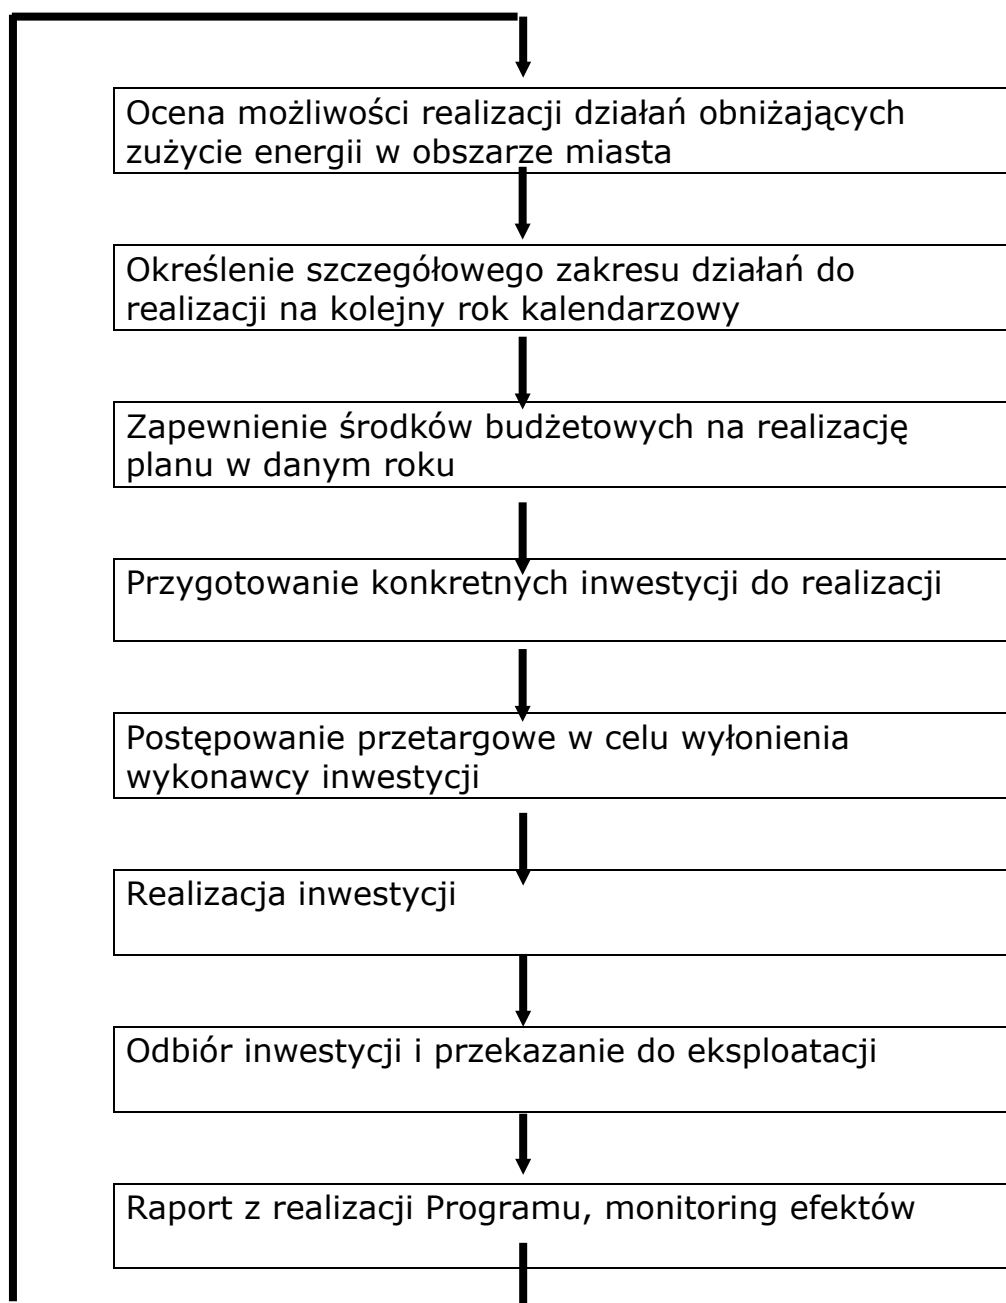 Ocena możliwości realizacji działań obniżających
zużycie energii w obszarze miasta
Określenie szczegółowego zakresu działań do
realizacji na kolejny rok kalendarzowy
Zapewnienie środków budżetowych na realizację
planu w danym roku
Przygotowanie konkretnych inwestycji do realizacji
Postępowanie przetargowe w celu wyłonienia
wykonawcy inwestycji
Realizacja inwestycji
Odbiór inwestycji i przekazanie do eksploatacji
Raport z realizacji Programu, monitoring efektów